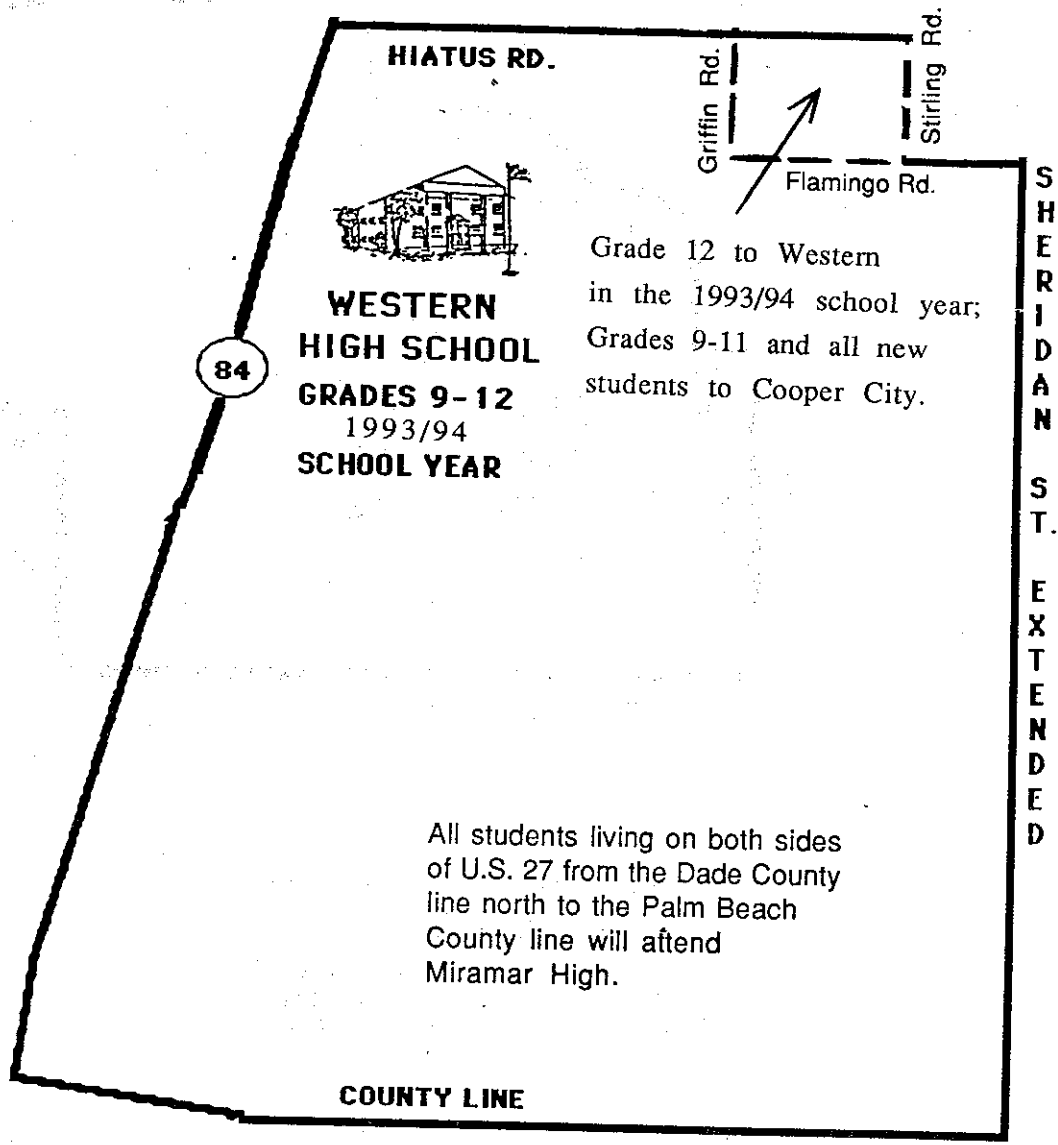 HIATUS RD.
Griffin Rd.
Stirling Rd.
Flamingo Rd.
SHERIDAN ST. EXTENDED
WESTERN
HIGH SCHOOL
GRADES 9-12
1993/94
SCHOOL YEAR
84
Grade 12 to Western
in the 1993/94 school year;
Grades 9-11 and all new
students to Cooper City.
All students living on both sides
of U.S. 27 from the Dade County
line north to the Palm Beach
County line will attend
Miramar High.
COUNTY LINE